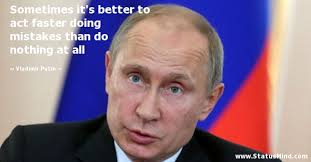 Sometimes it's better to
act faster doing
mistakes than do
nothing at all
~ Vladimir Putin ~
www.StatusMind.com